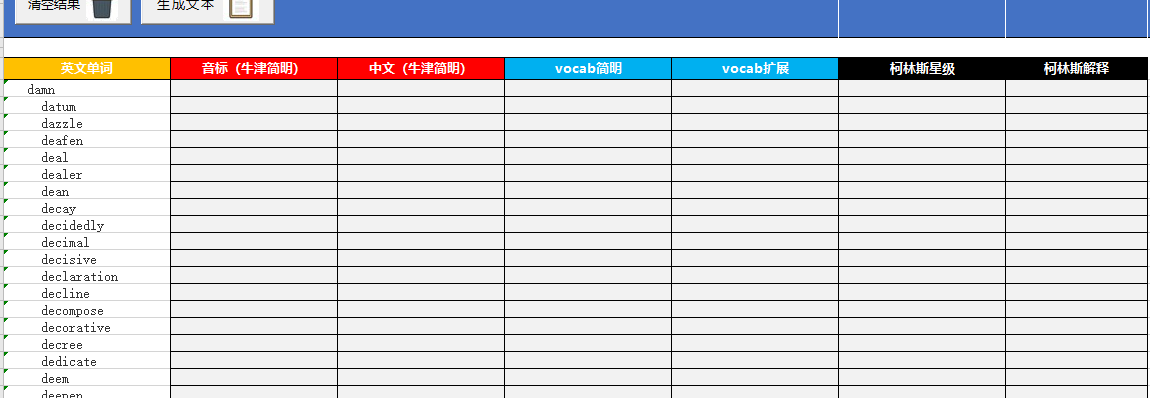 清空结果 生成文本
英文单词 音标（牛津简明） 中文（牛津简明） vocab简明 vocab扩展 柯林斯星级 柯林斯解释
damn
datum
dazzle
deafen
deal
dealer
dean
decay
decidedly
decimal
decisive
declaration
decline
decompose
decorative
decree
dedicate
deem
deepen